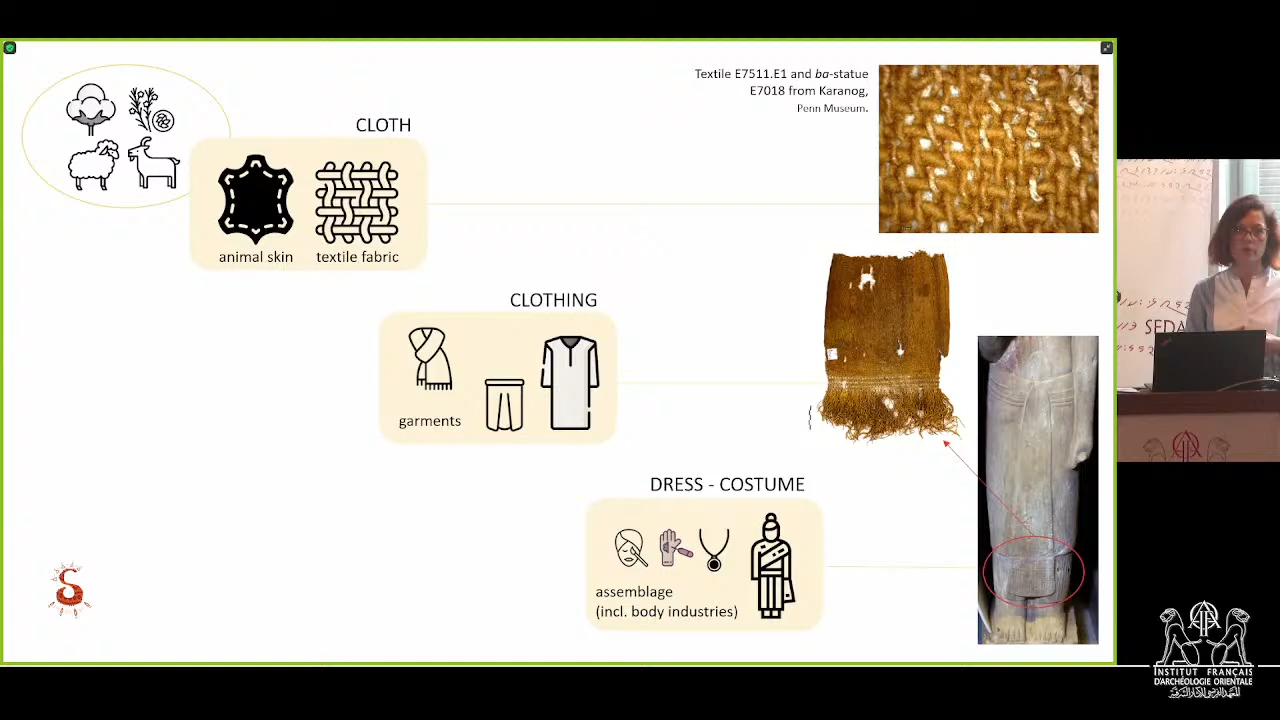 Textile E7511.E1 and ba-statue
E7018 from Karanog,
Penn Museum.
CLOTH
animal skin
textile fabric
CLOTHING
garments
DRESS - COSTUME
assemblage
(incl. body industries)
SEDA
INSTITUT FRANÇAIS
D'ARCHÉOLOGIE ORIENTALE